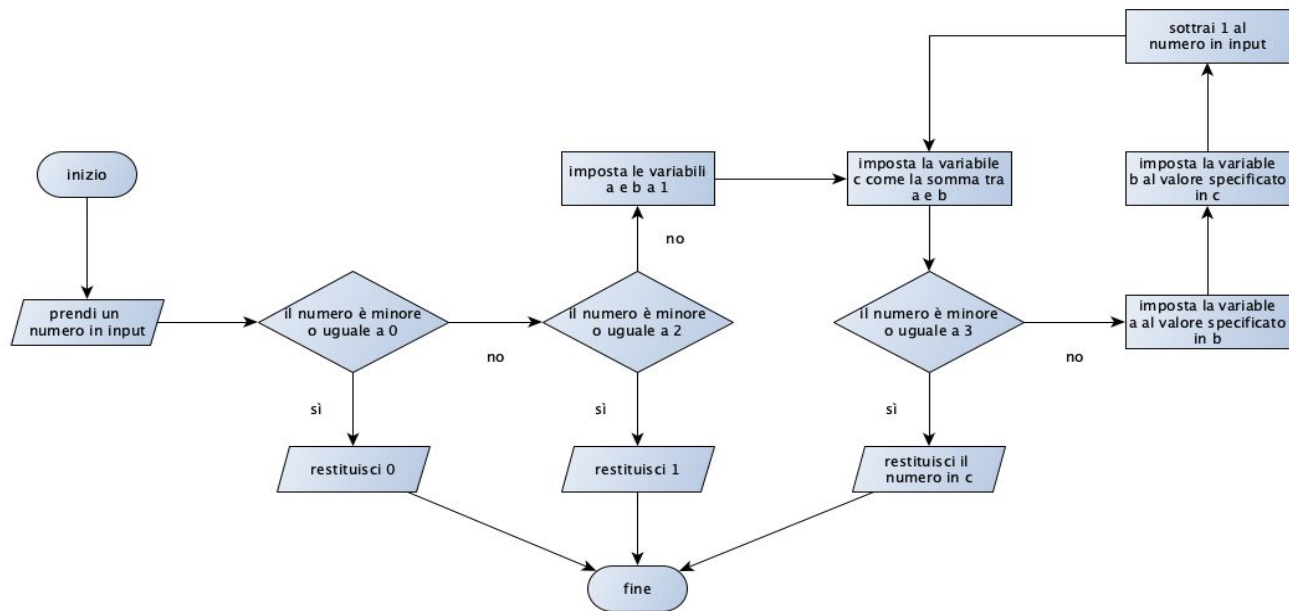 inizio
prendi un
numero in input
il numero è minore
o uguale a 0
sì
restituisci 0
no
il numero è minore
o uguale a 2
sì
restituisci 1
no
imposta le variabili
a e b a 1
imposta la variabile
c come la somma tra
a e b
il numero è minore
o uguale a 3
sì
restituisci il
numero in c
no
imposta la variable
a al valore specificato
in b
imposta la variable
b al valore specificato
in c
sottrai 1 al
numero in input
fine